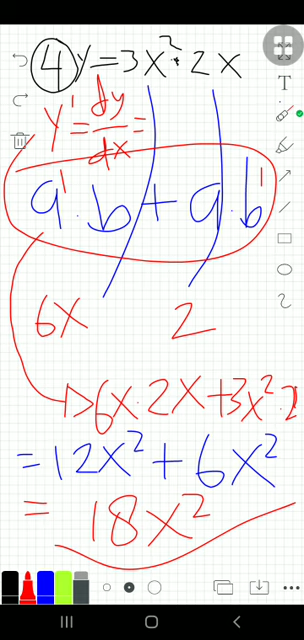 ④ y = 3x² · 2x
y' = dy/dx =
a' · b + a · b'
6x 2
6x · 2x + 3x² · 2
= 12x² + 6x²
= 18x²